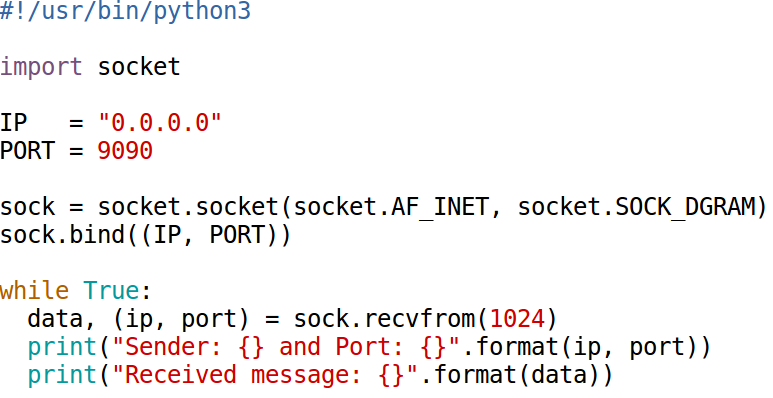 #!/usr/bin/python3
import socket
IP   = "0.0.0.0"
PORT = 9090
sock = socket.socket(socket.AF_INET, socket.SOCK_DGRAM)
sock.bind((IP, PORT))
while True:
  data, (ip, port) = sock.recvfrom(1024)
  print("Sender: {} and Port: {}".format(ip, port))
  print("Received message: {}".format(data))